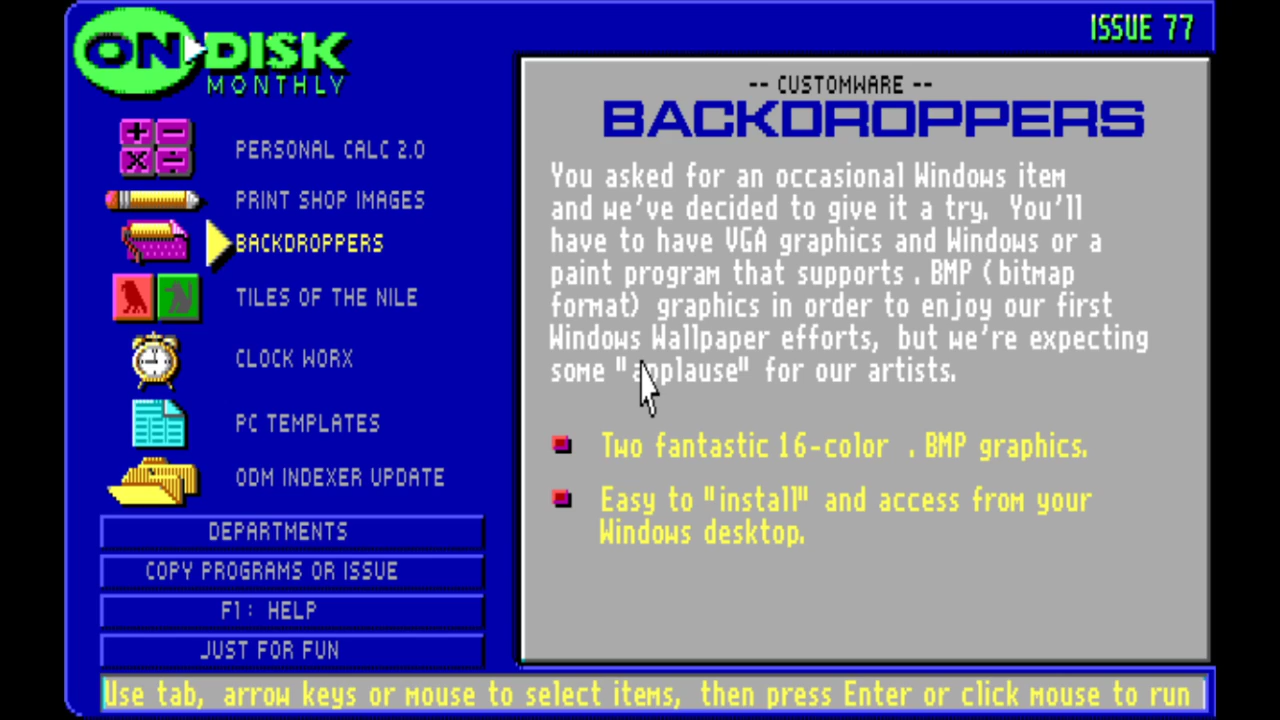 ON DISK
MONTHLY
ISSUE 77
PERSONAL CALC 2.0
PRINT SHOP IMAGES
BACKDROPPERS
TILES OF THE NILE
CLOCK WORX
PC TEMPLATES
ODM INDEXER UPDATE
DEPARTMENTS
COPY PROGRAMS OR ISSUE
F1: HELP
JUST FOR FUN
-- CUSTOMWARE --
BACKDROPPERS
You asked for an occasional Windows item
and we've decided to give it a try. You'll
have to have VGA graphics and Windows or a
paint program that supports .BMP (bitmap
format) graphics in order to enjoy our first
Windows Wallpaper efforts, but we're expecting
some "applause" for our artists.
Two fantastic 16-color .BMP graphics.
Easy to "install" and access from your
Windows desktop.
Use tab, arrow keys or mouse to select items, then press Enter or click mouse to run